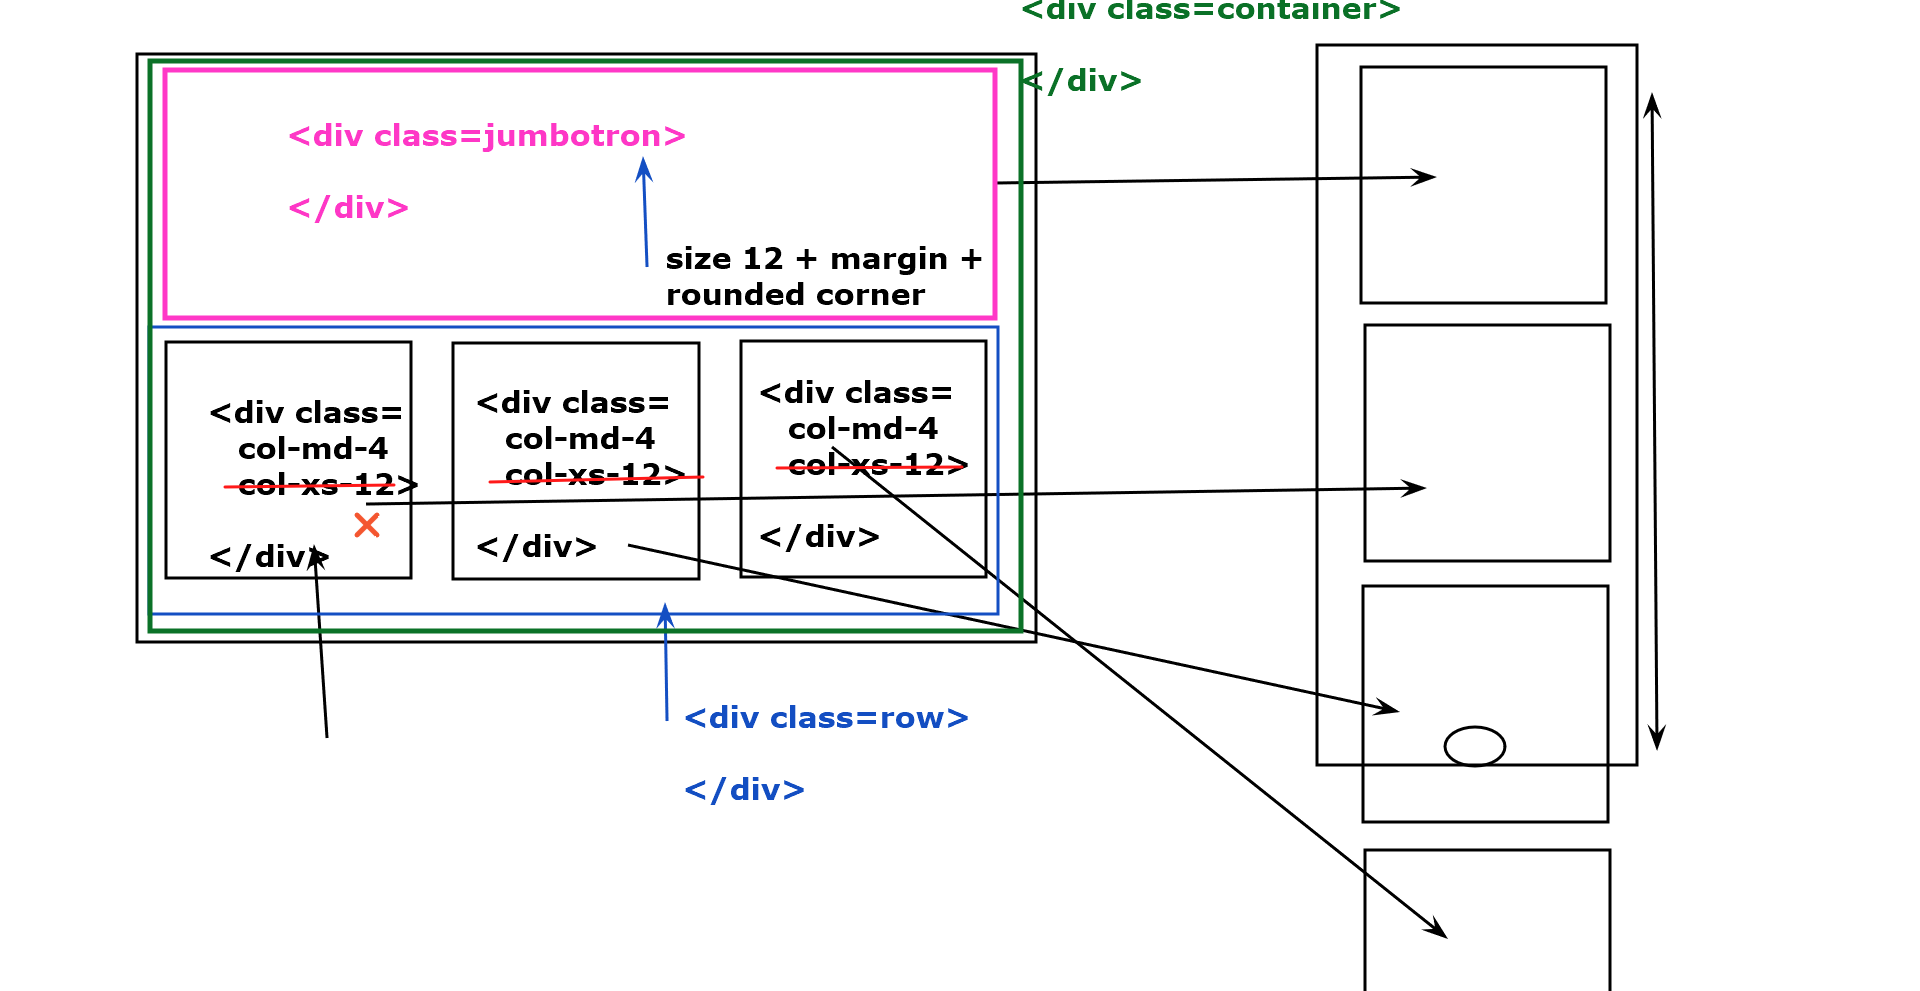 <div class=container>
</div>
<div class=jumbotron>
</div>
size 12 + margin +
rounded corner
<div class=
col-md-4
col-xs-12>
</div>
<div class=
col-md-4
col-xs-12>
</div>
<div class=
col-md-4
col-xs-12>
</div>
<div class=row>
</div>